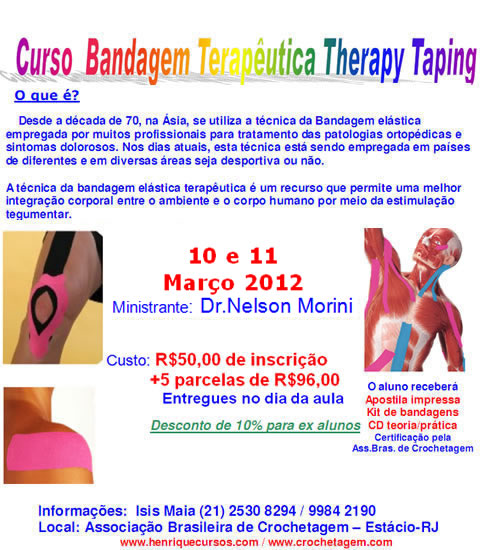 Curso Bandagem Terapêutica Therapy Taping
O que é?
Desde a década de 70, na Ásia, se utiliza a técnica da Bandagem elástica
empregada por muitos profissionais para tratamento das patologias ortopédicas e
sintomas dolorosos. Nos dias atuais, esta técnica está sendo empregada em países
de diferentes e em diversas áreas seja desportiva ou não.
A técnica da bandagem elástica terapêutica é um recurso que permite uma melhor
integração corporal entre o ambiente e o corpo humano por meio da estimulação
tegumentar.
10 e 11
Março 2012
Ministrante: Dr.Nelson Morini
Custo: R$50,00 de inscrição
+5 parcelas de R$96,00
Entregues no dia da aula
Desconto de 10% para ex alunos
O aluno receberá
Apostila impressa
Kit de bandagens
CD teoria/prática
Certificação pela
Ass.Bras. de Crochetagem
Informações: Isis Maia (21) 2530 8294 / 9984 2190
Local: Associação Brasileira de Crochetagem – Estácio-RJ
www.henriquecursos.com / www.crochetagem.com